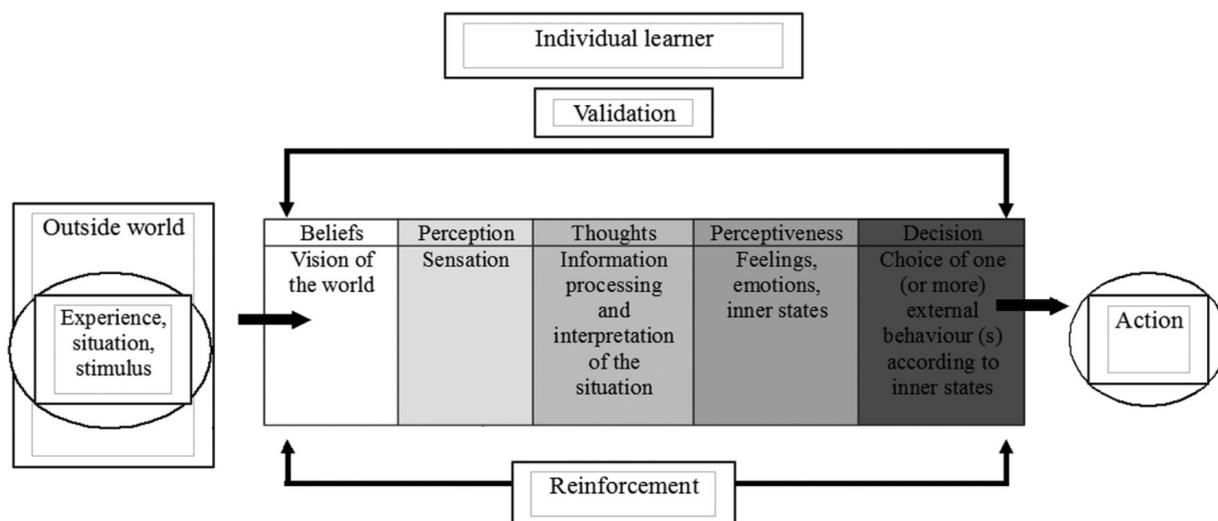 Individual learner
Validation
Outside world
Experience,
situation,
stimulus
Beliefs
Vision of
the world
Perception
Sensation
Thoughts
Information
processing
and
interpretation
of the
situation
Perceptiveness
Feelings,
emotions,
inner states
Decision
Choice of one
(or more)
external
behaviour (s)
according to
inner states
Action
Reinforcement